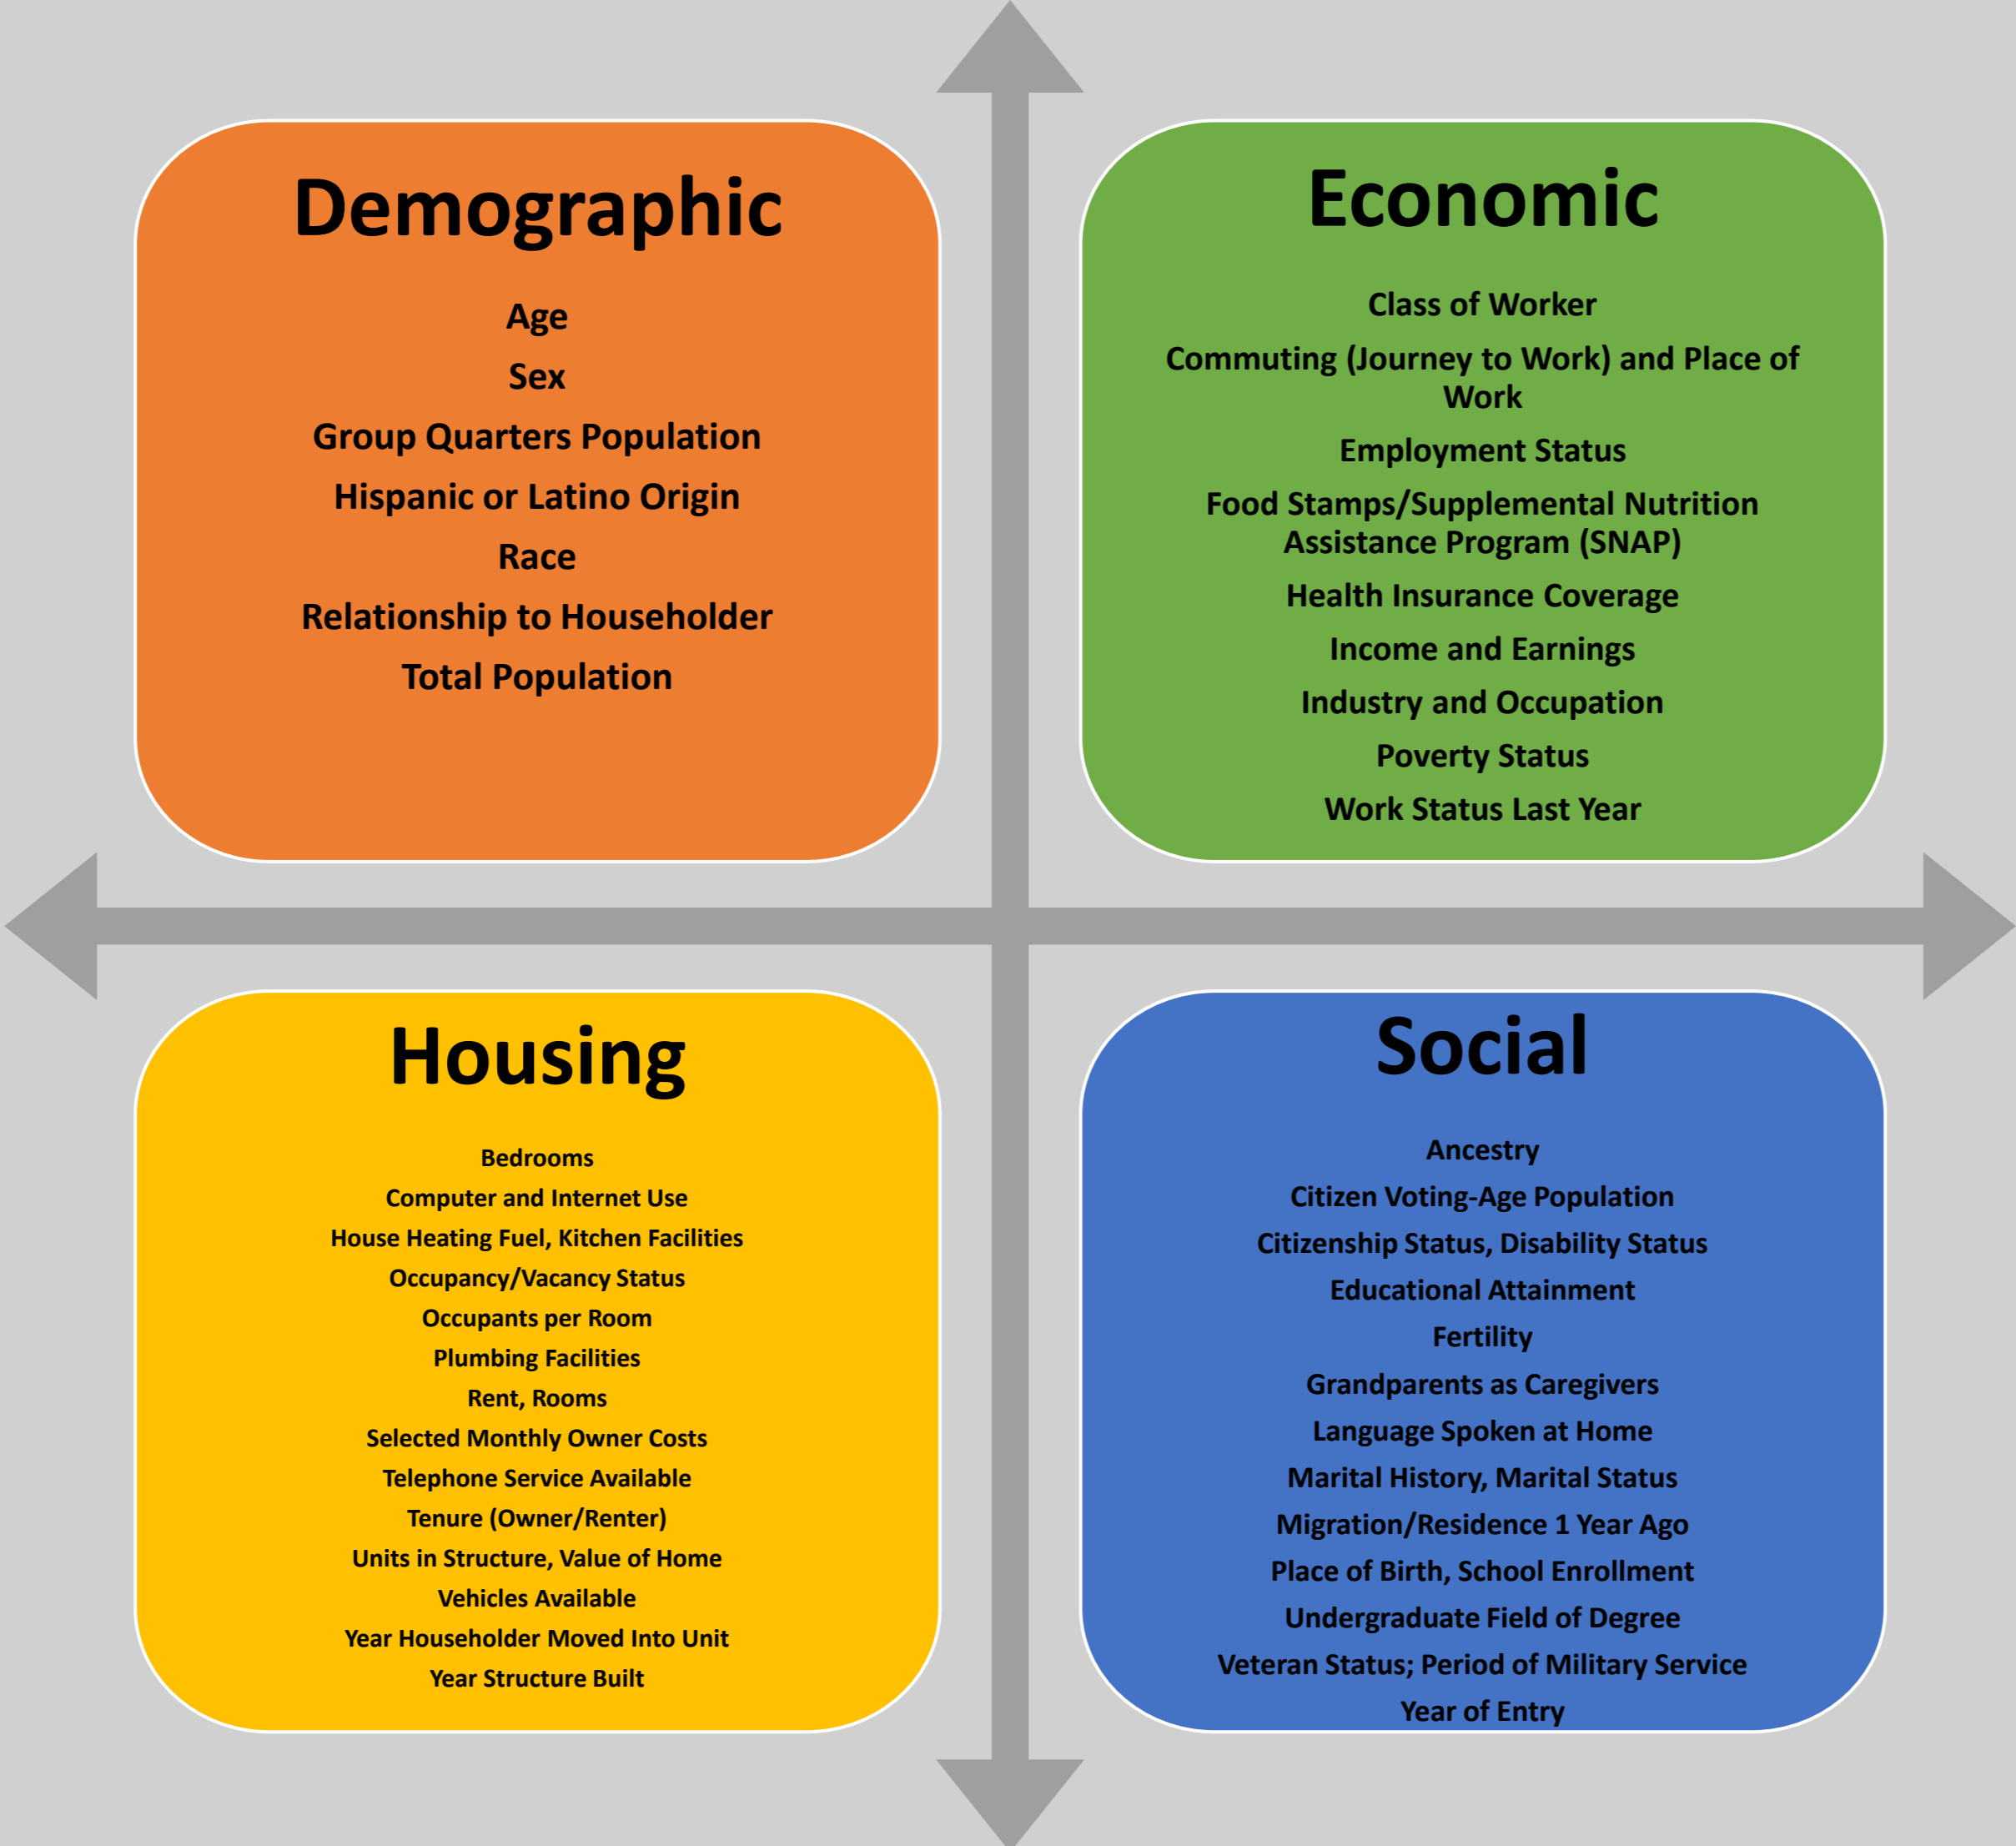 Demographic
Age
Sex
Group Quarters Population
Hispanic or Latino Origin
Race
Relationship to Householder
Total Population
Economic
Class of Worker
Commuting (Journey to Work) and Place of
Work
Employment Status
Food Stamps/Supplemental Nutrition
Assistance Program (SNAP)
Health Insurance Coverage
Income and Earnings
Industry and Occupation
Poverty Status
Work Status Last Year
Housing
Bedrooms
Computer and Internet Use
House Heating Fuel, Kitchen Facilities
Occupancy/Vacancy Status
Occupants per Room
Plumbing Facilities
Rent, Rooms
Selected Monthly Owner Costs
Telephone Service Available
Tenure (Owner/Renter)
Units in Structure, Value of Home
Vehicles Available
Year Householder Moved Into Unit
Year Structure Built
Social
Ancestry
Citizen Voting-Age Population
Citizenship Status, Disability Status
Educational Attainment
Fertility
Grandparents as Caregivers
Language Spoken at Home
Marital History, Marital Status
Migration/Residence 1 Year Ago
Place of Birth, School Enrollment
Undergraduate Field of Degree
Veteran Status; Period of Military Service
Year of Entry